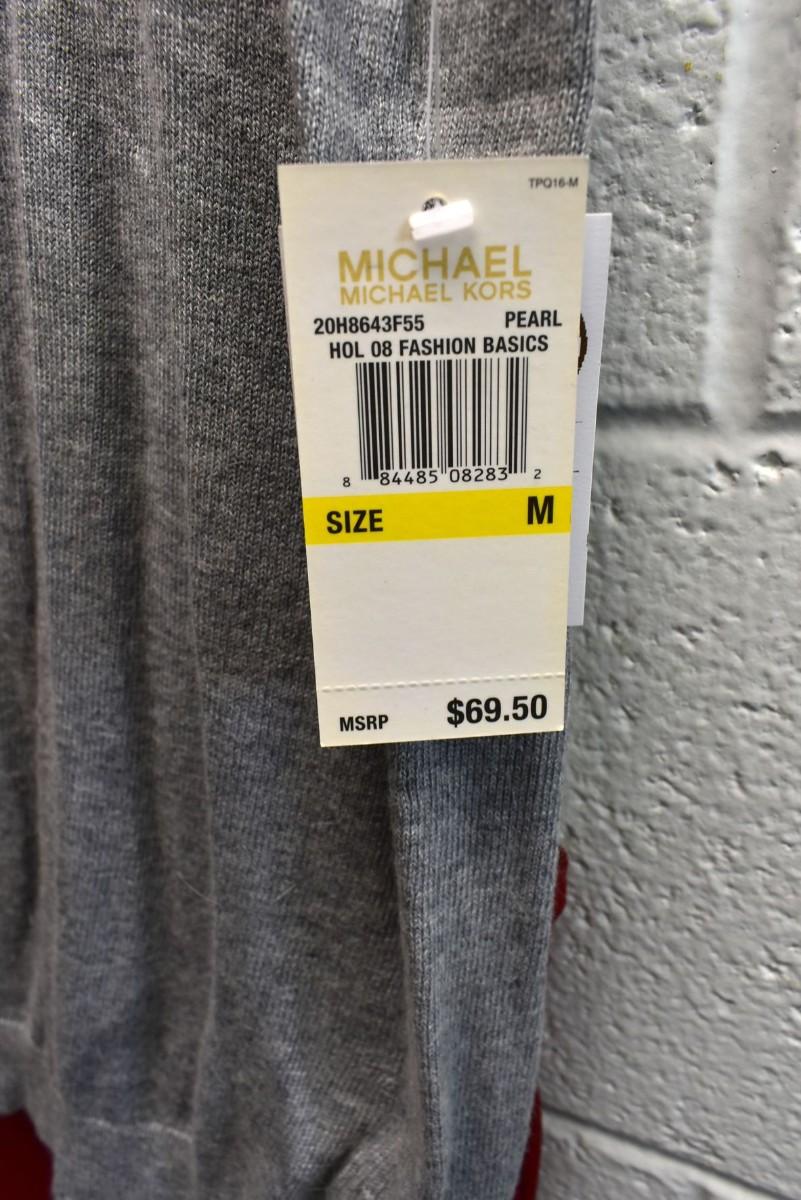 TPQ16-M
MICHAEL
MICHAEL KORS
20H8643F55 PEARL
HOL 08 FASHION BASICS
8 84485 08283 2
SIZE M
MSRP $69.50